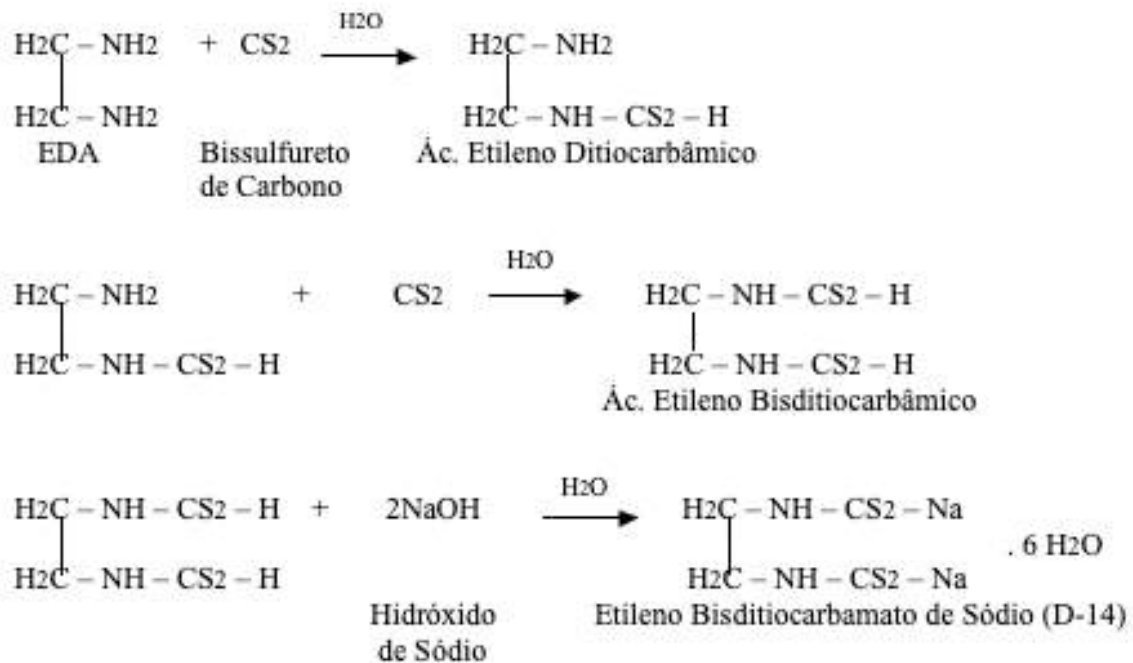 H2O
H2C – NH2 + CS2 H2C – NH2
H2C – NH2 H2C – NH – CS2 – H
EDA Bissulfureto Ác. Etileno Ditiocarbâmico
de Carbono
H2O
H2C – NH2 + CS2 H2C – NH – CS2 – H
H2C – NH – CS2 – H H2C – NH – CS2 – H
Ác. Etileno Bisditiocarbâmico
H2O
H2C – NH – CS2 – H + 2NaOH H2C – NH – CS2 – Na
. 6 H2O
H2C – NH – CS2 – H H2C – NH – CS2 – Na
Hidróxido Etileno Bisditiocarbamato de Sódio (D-14)
de Sódio